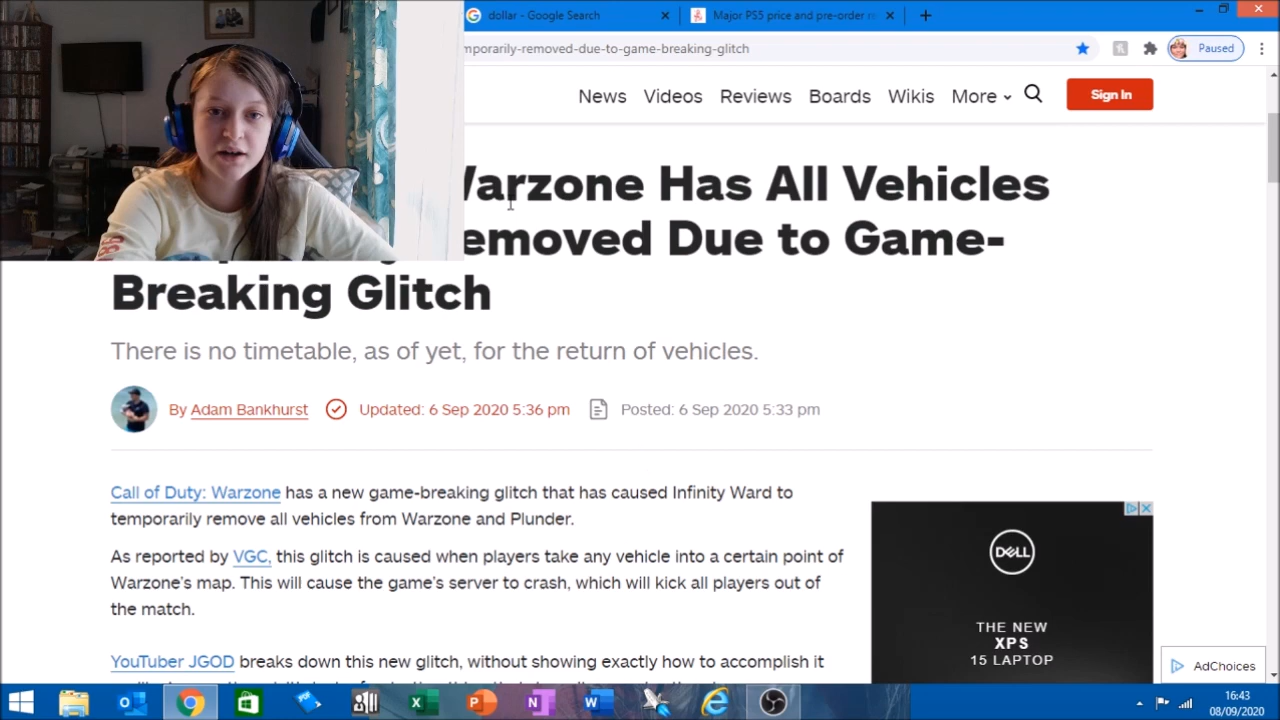 dollar - Google Search
Major PS5 price and pre-order
mporarily-removed-due-to-game-breaking-glitch
Paused
News Videos Reviews Boards Wikis More
Sign In
Warzone Has All Vehicles
emoved Due to Game-
Breaking Glitch
There is no timetable, as of yet, for the return of vehicles.
By Adam Bankhurst Updated: 6 Sep 2020 5:36 pm Posted: 6 Sep 2020 5:33 pm
Call of Duty: Warzone has a new game-breaking glitch that has caused Infinity Ward to
temporarily remove all vehicles from Warzone and Plunder.
As reported by VGC, this glitch is caused when players take any vehicle into a certain point of
Warzone's map. This will cause the game's server to crash, which will kick all players out of
the match.
YouTuber JGOD breaks down this new glitch, without showing exactly how to accomplish it
DELL
THE NEW
XPS
15 LAPTOP
AdChoices
16:43
08/09/2020